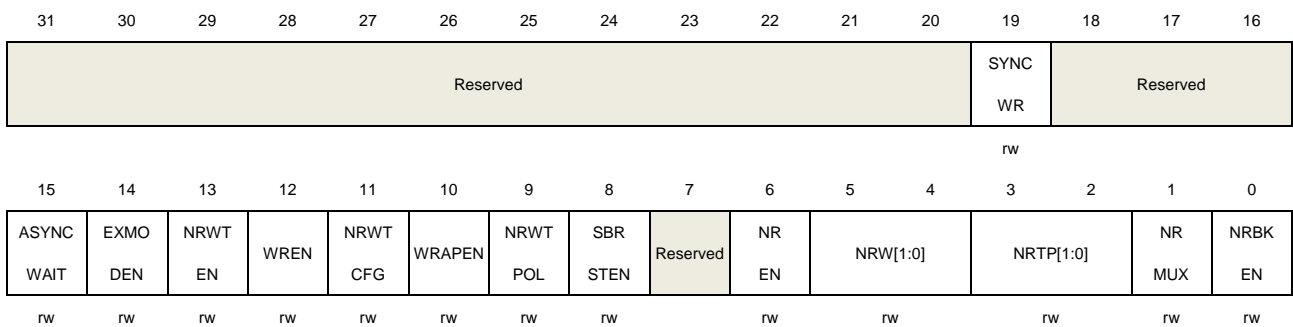 31 30 29 28 27 26 25 24 23 22 21 20 19 18 17 16
Reserved SYNC WR Reserved
rw
15 14 13 12 11 10 9 8 7 6 5 4 3 2 1 0
ASYNC WAIT EXMO DEN NRWT EN WREN NRWT CFG WRAPEN NRWT POL SBR STEN Reserved NR EN NRW[1:0] NRTP[1:0] NR MUX NRBK EN
rw rw rw rw rw rw rw rw rw rw rw rw rw